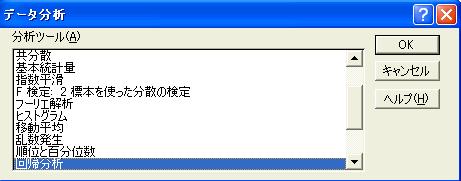 データ分析
分析ツール(A)
共分散
基本統計量
指数平滑
F 検定: 2 標本を使った分散の検定
フーリエ解析
ヒストグラム
移動平均
乱数発生
順位と百分位数
回帰分析
OK
キャンセル
ヘルプ(H)